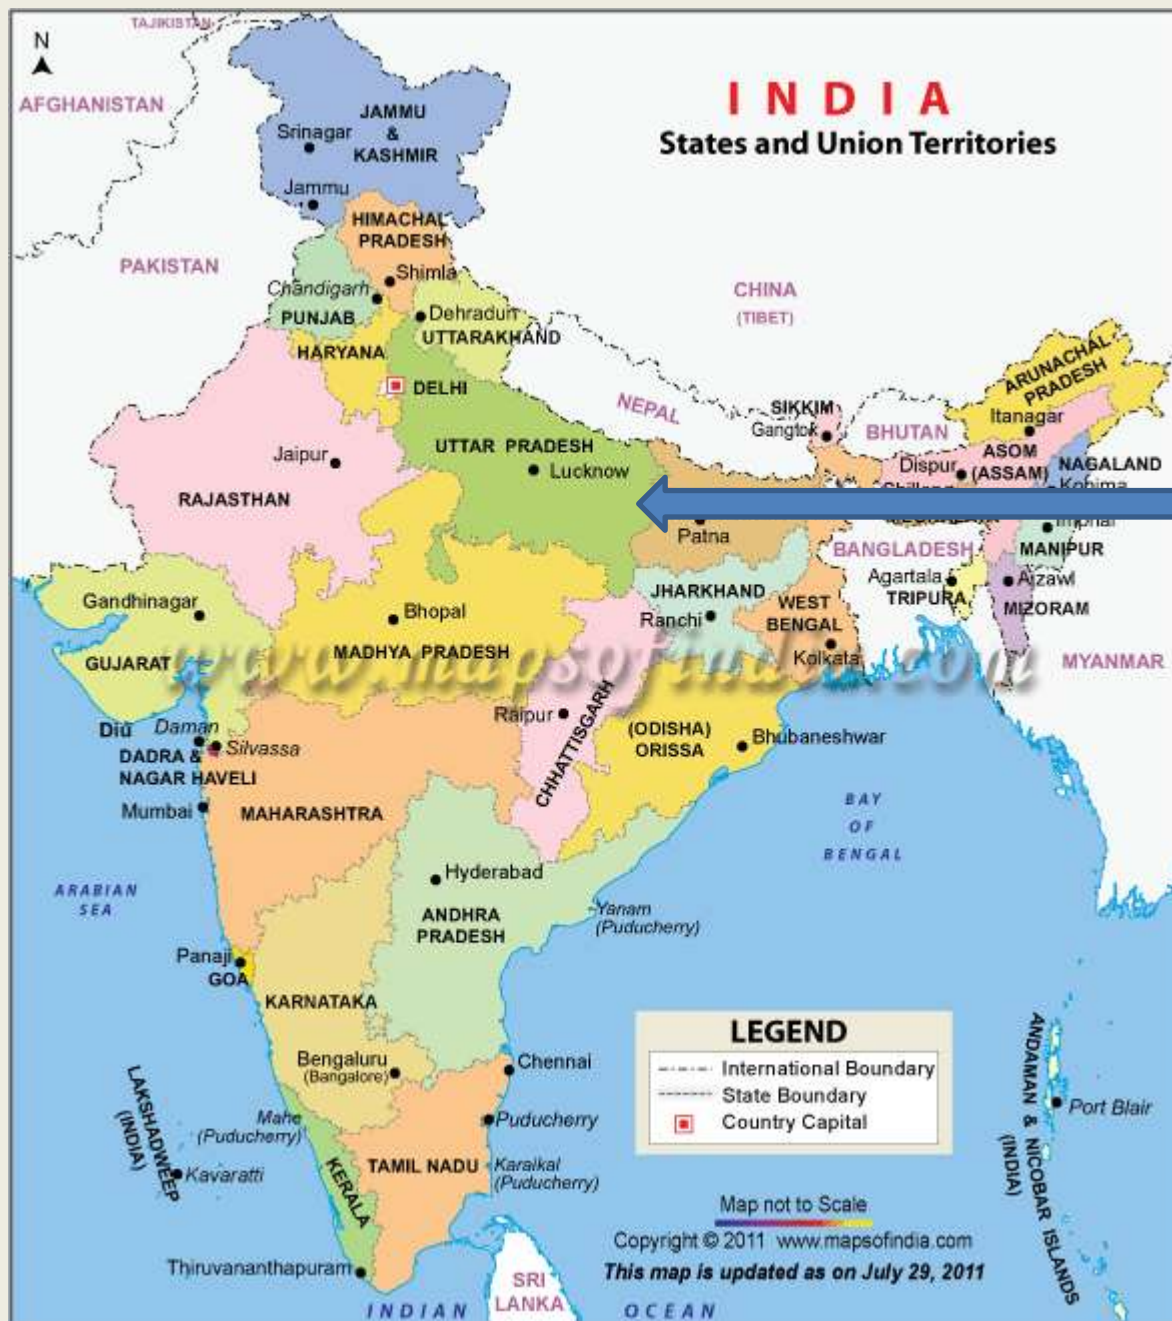 TAJIKISTAN
N
AFGHANISTAN
INDIA
States and Union Territories
JAMMU
&
KASHMIR
Srinagar
Jammu
HIMACHAL
PRADESH
PAKISTAN
Shimla
Chandigarh
PUNJAB
CHINA
(TIBET)
Dehradun
UTTARAKHAND
HARYANA
DELHI
ARUNACHAL
PRADESH
NEPAL
SIKKIM
Gangtok
Itanagar
BHUTAN
UTTAR PRADESH
Lucknow
Jaipur
RAJASTHAN
Dispur
ASOM
(ASSAM)
NAGALAND
Kohima
Patna
Imphal
BANGLADESH
MANIPUR
Agartala
TRIPURA
Aizawl
MIZORAM
JHARKHAND
Ranchi
WEST
BENGAL
Kolkata
Gandhinagar
Bhopal
GUJARAT
MADHYA PRADESH
www.mapsofindia.com
MYANMAR
Raipur
CHHATTISGARH
(ODISHA)
ORISSA
Bhubaneshwar
Diu
Daman
Silvassa
DADRA &
NAGAR HAVELI
Mumbai
MAHARASHTRA
BAY
OF
BENGAL
ARABIAN
SEA
Hyderabad
ANDHRA
PRADESH
Yanam
(Puducherry)
Panaji
GOA
KARNATAKA
LEGEND
International Boundary
State Boundary
Country Capital
Bengaluru
(Bangalore)
Chennai
LAKSHADWEEP
(INDIA)
Mahe
(Puducherry)
Puducherry
Kavaratti
KERALA
TAMIL NADU
Karaikal
(Puducherry)
ANDAMAN & NICOBAR ISLANDS
(INDIA)
Port Blair
Map not to Scale
Copyright © 2011 www.mapsofindia.com
This map is updated as on July 29, 2011
Thiruvananthapuram
SRI
LANKA
INDIAN OCEAN